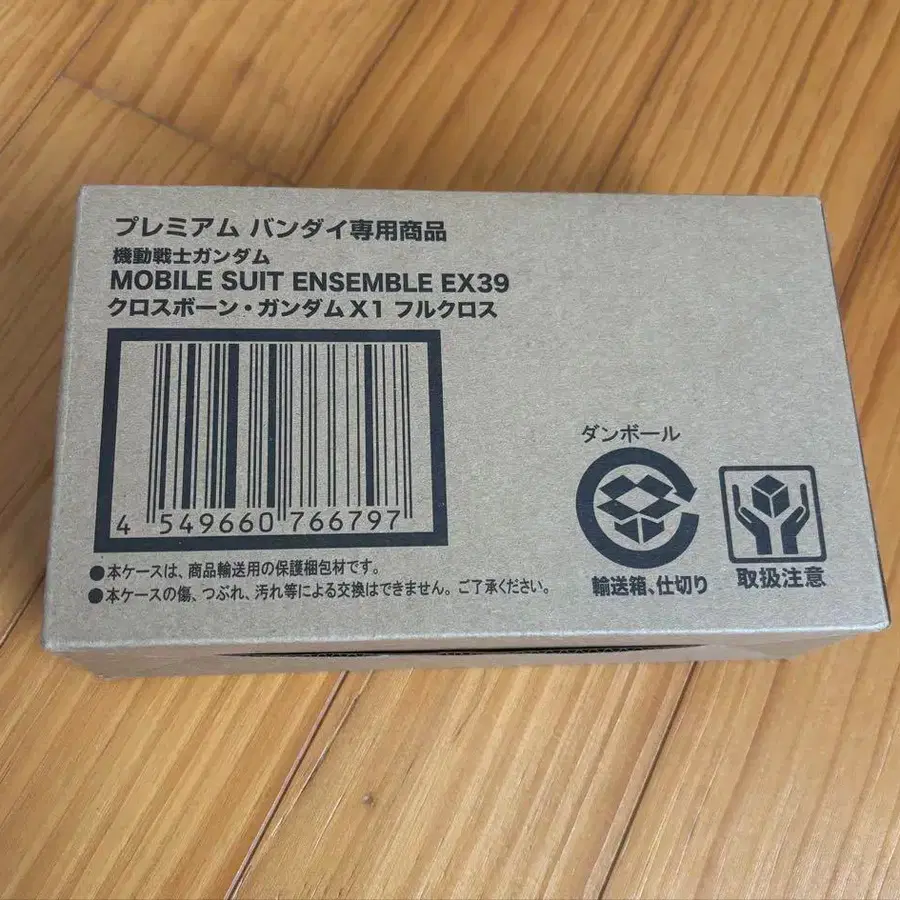 プレミアム バンダイ専用商品
機動戦士ガンダム
MOBILE SUIT ENSEMBLE EX39
クロスボーン・ガンダムX1 フルクロス
4 549660 766797
●本ケースは、商品輸送用の保護梱包材です。
●本ケースの傷、つぶれ、汚れ等による交換はできません。ご了承ください。
ダンボール
輸送箱、仕切り
取扱注意